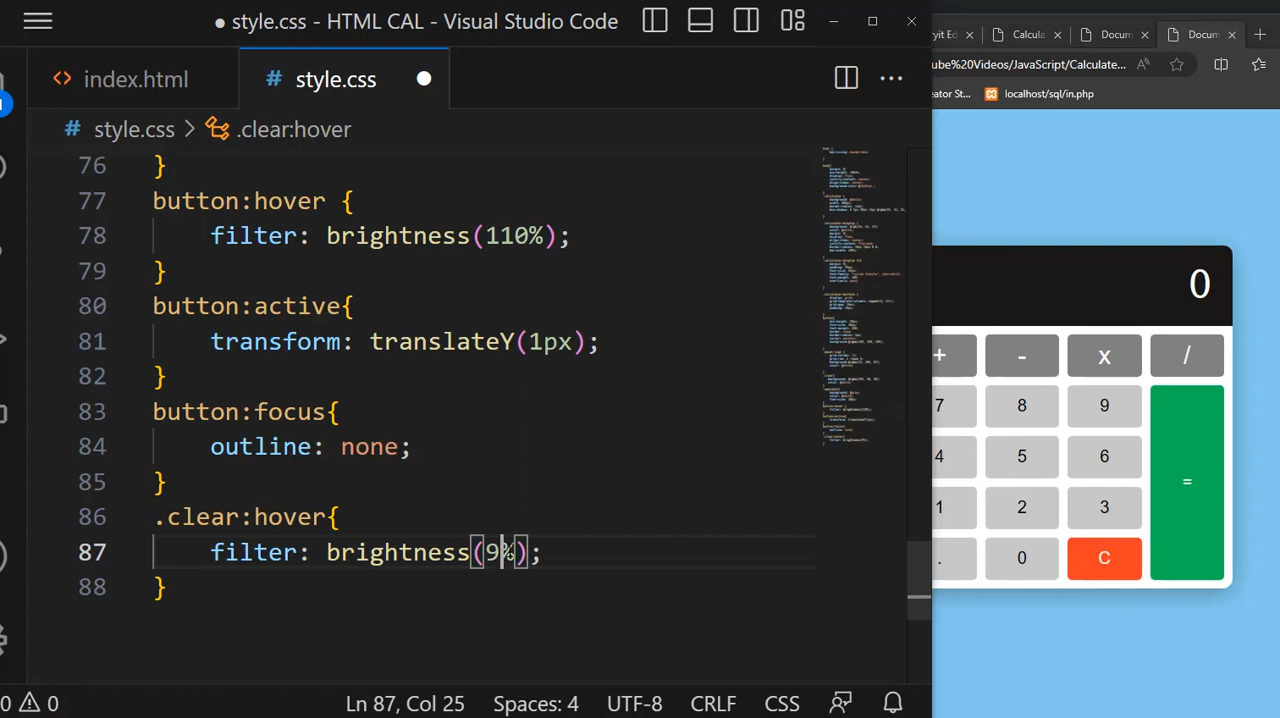 style.css - HTML CAL - Visual Studio Code
index.html
style.css
style.css > .clear:hover
76 }
77 button:hover {
78 filter: brightness(110%);
79 }
80 button:active{
81 transform: translateY(1px);
82 }
83 button:focus{
84 outline: none;
85 }
86 .clear:hover{
87 filter: brightness(9%);
88 }
0 0
Ln 87, Col 25
Spaces: 4
UTF-8
CRLF
CSS
Calcula
Docum
Docum
ube%20Videos/JavaScript/Calculate...
eator St...
localhost/sql/in.php
0
+ - x /
7 8 9
4 5 6
=
1 2 3
. 0 C